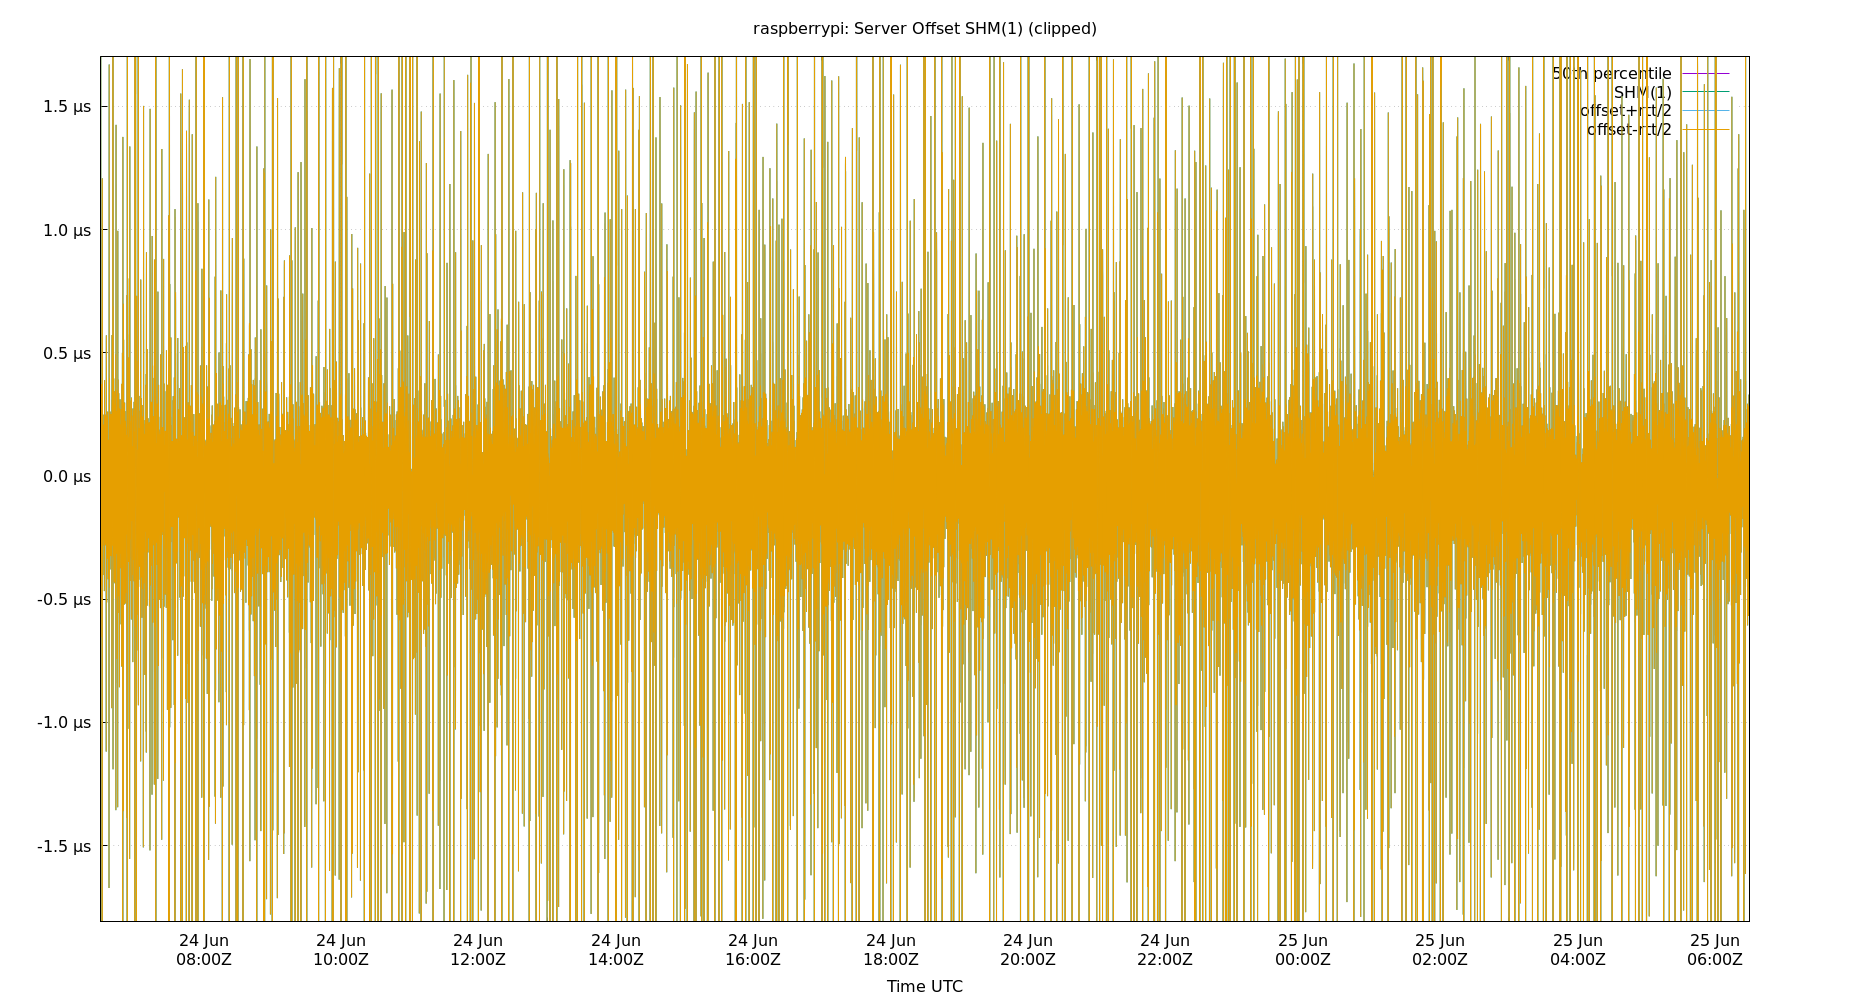 raspberrypi: Server Offset SHM(1) (clipped)
50th percentile
SHM(1)
offset+rtt/2
offset-rtt/2
1.5 µs
1.0 µs
0.5 µs
0.0 µs
-0.5 µs
-1.0 µs
-1.5 µs
24 Jun 24 Jun 24 Jun 24 Jun 24 Jun 24 Jun 24 Jun 24 Jun 25 Jun 25 Jun 25 Jun 25 Jun
08:00Z 10:00Z 12:00Z 14:00Z 16:00Z 18:00Z 20:00Z 22:00Z 00:00Z 02:00Z 04:00Z 06:00Z
Time UTC